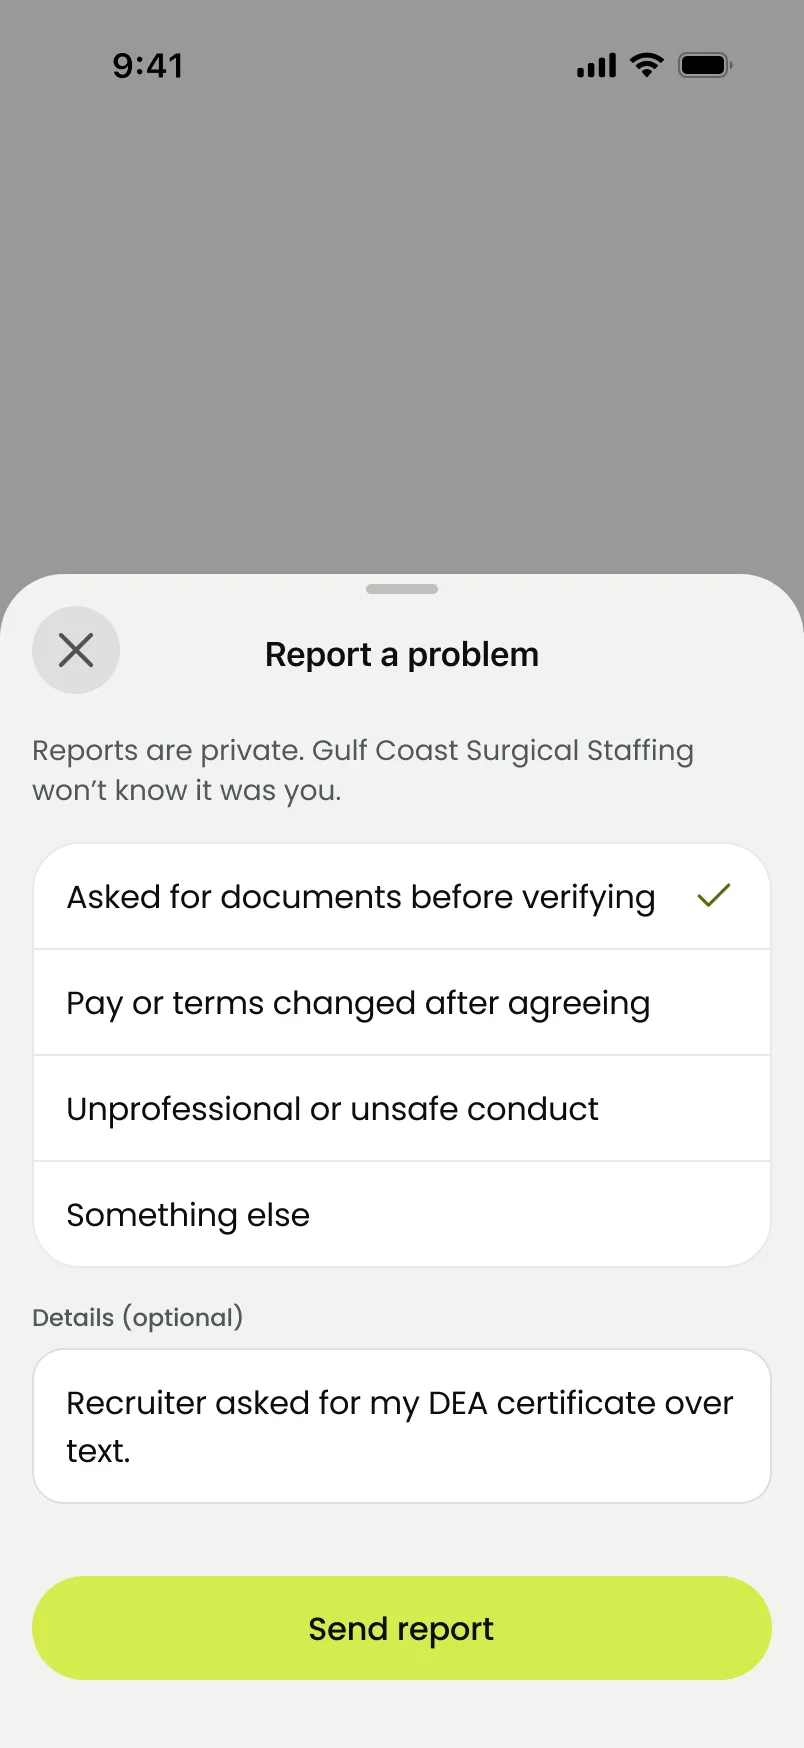 9:41
Report a problem
Reports are private. Gulf Coast Surgical Staffing
won’t know it was you.
Asked for documents before verifying
Pay or terms changed after agreeing
Unprofessional or unsafe conduct
Something else
Details (optional)
Recruiter asked for my DEA certificate over
text.
Send report